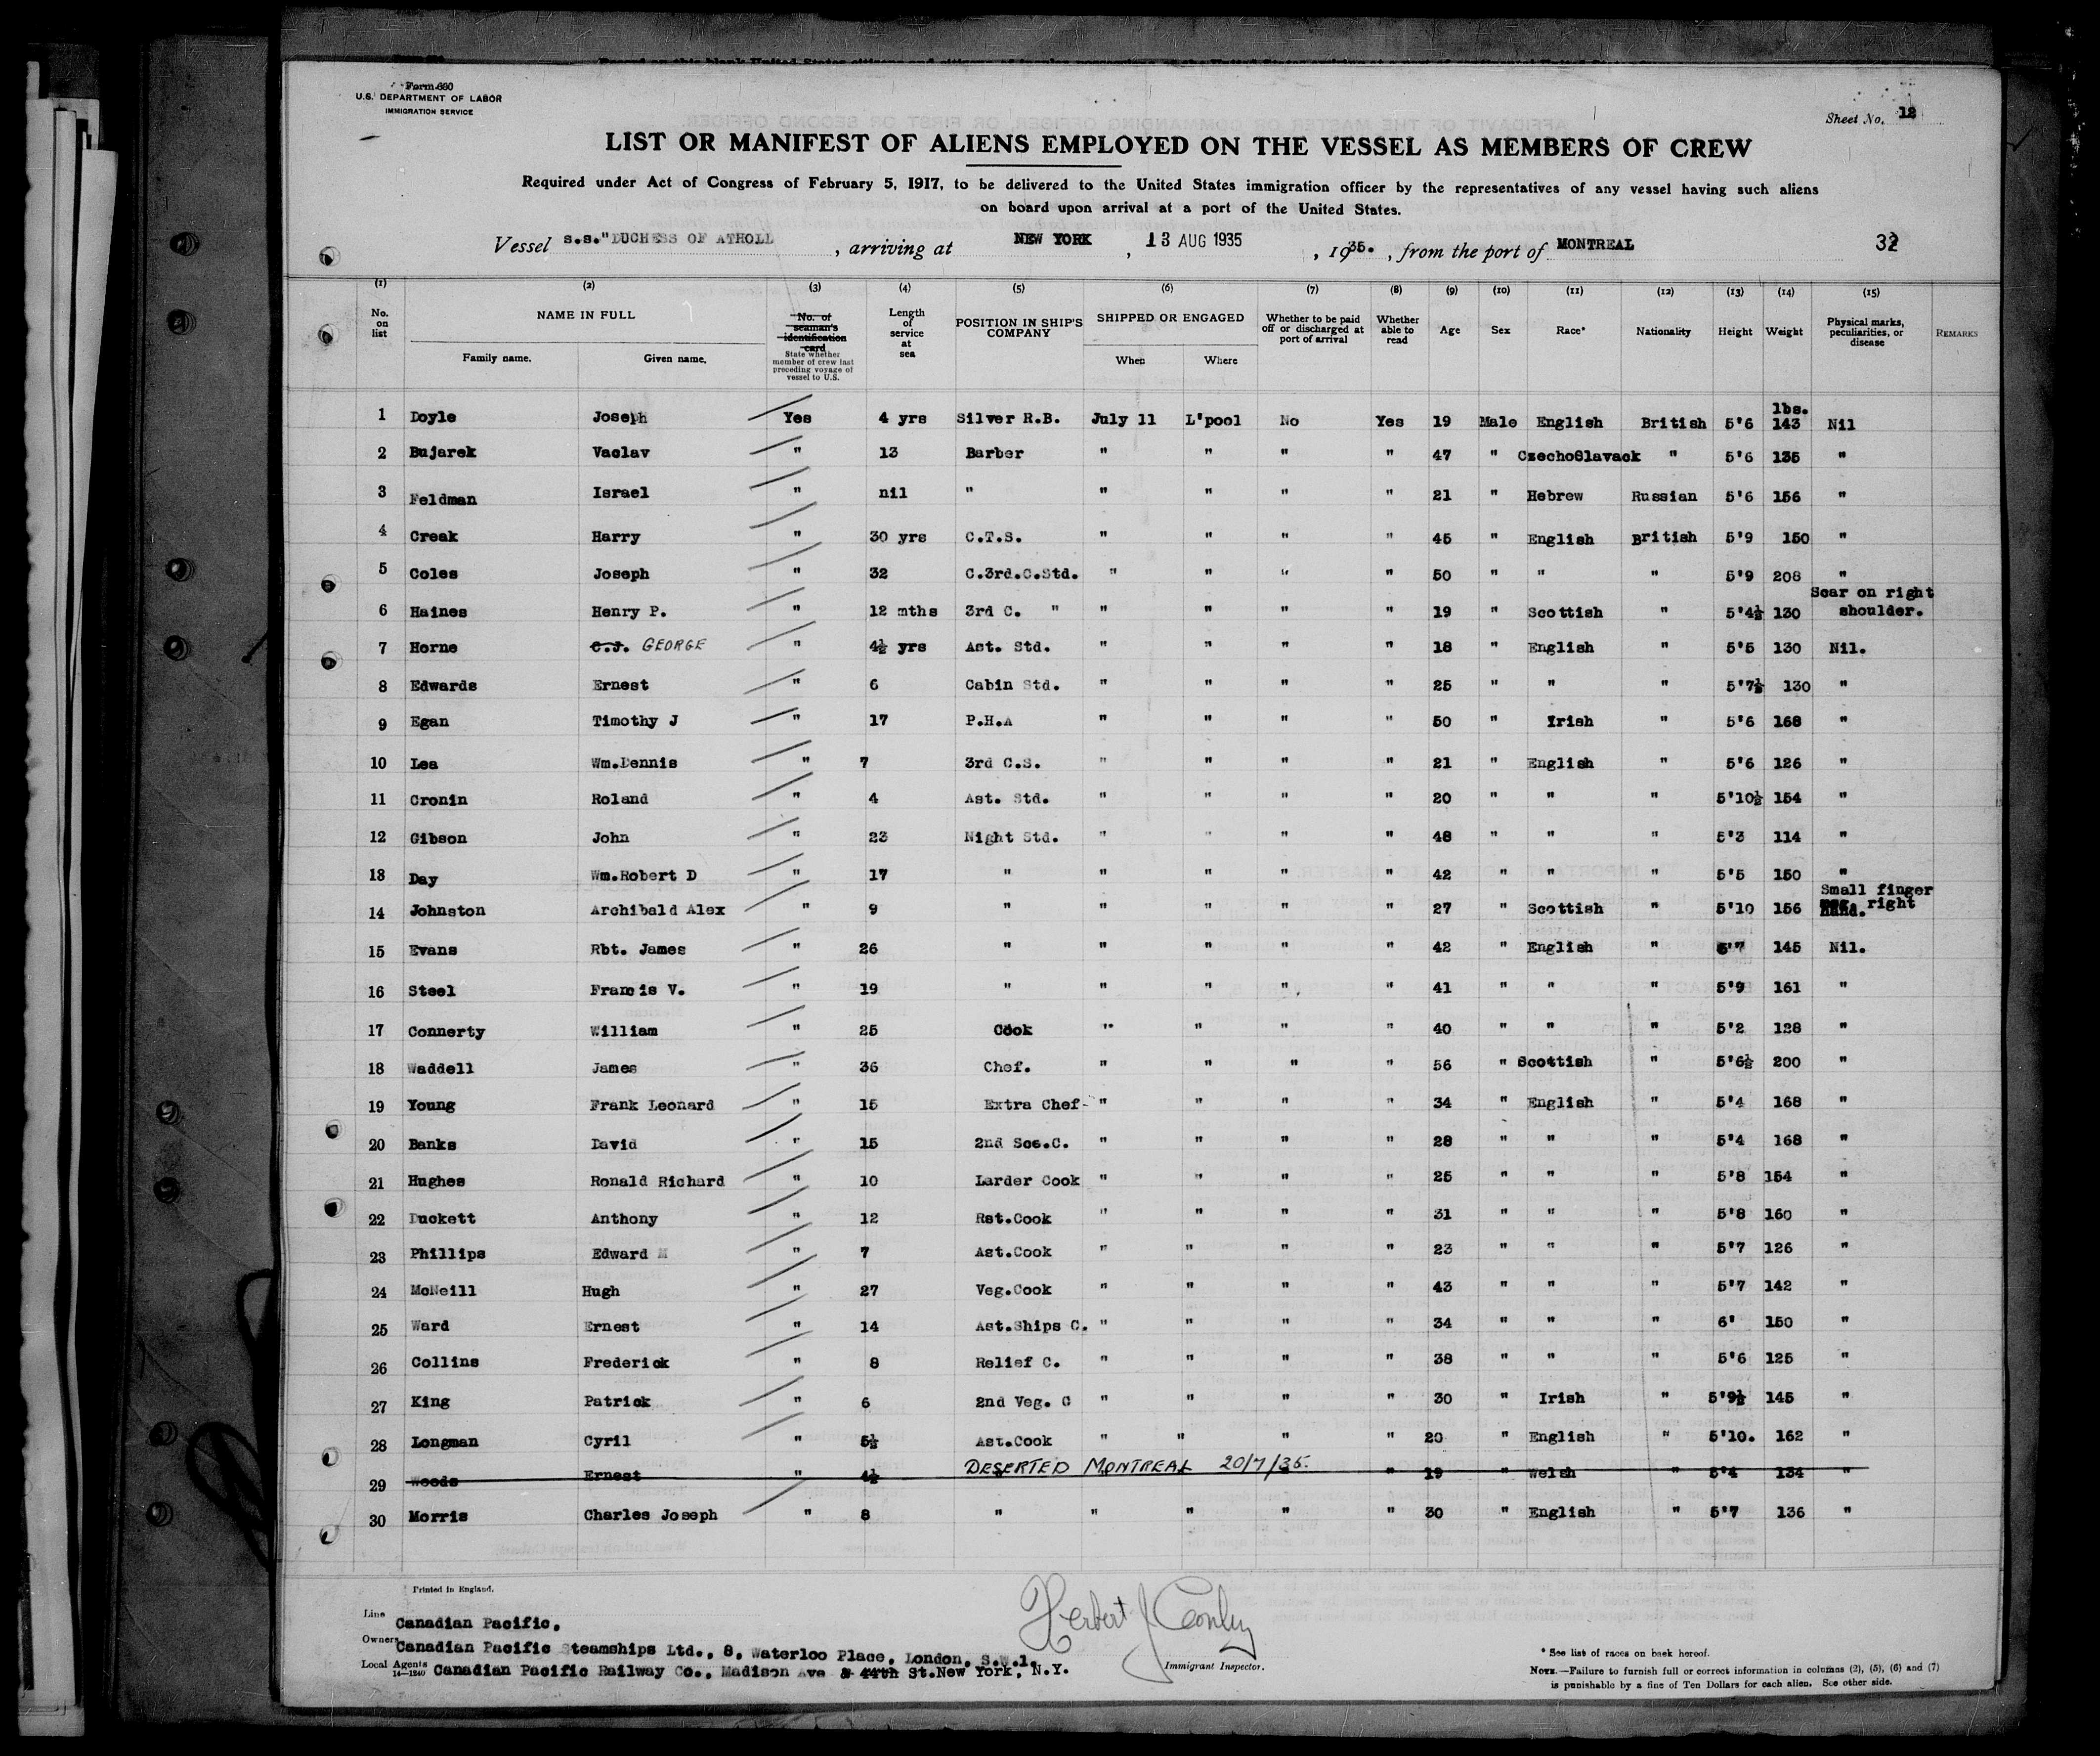 Form 680
U.S. DEPARTMENT OF LABOR
IMMIGRATION SERVICE
Sheet No. 12
LIST OR MANIFEST OF ALIENS EMPLOYED ON THE VESSEL AS MEMBERS OF CREW
Required under Act of Congress of February 5, 1917, to be delivered to the United States immigration officer by the representatives of any vessel having such aliens
on board upon arrival at a port of the United States.
Vessel s.s."DUCHESS OF ATHOLL , arriving at NEW YORK , 13 AUG 1935 , 1935. , from the port of MONTREAL 32
(1) (2) (3) (4) (5) (6) (7) (8) (9) (10) (11) (12) (13) (14) (15)
No. on list NAME IN FULL Family name. Given name. No. of seaman's identification card State whether member of crew last preceding voyage of vessel to U.S. Length of service at sea POSITION IN SHIP'S COMPANY SHIPPED OR ENGAGED When Where Whether to be paid off or discharged at port of arrival Whether able to read Age Sex Race* Nationality Height Weight Physical marks, peculiarities, or disease REMARKS
1 Doyle Joseph Yes 4 yrs Silver R.B. July 11 L'pool No Yes 19 Male English British 5'6 lbs. 143 Nil
2 Bujarek Vaclav " 13 Barber " " " " 47 " CzechoSlavack " 5'6 135 "
3 Feldman Israel " nil " " " " " 21 " Hebrew Russian 5'6 156 "
4 Creak Harry " 30 yrs C.T.S. " " " " 45 " English British 5'9 150 "
5 Coles Joseph " 32 C.3rd.C.Std. " " " " 50 " " " 5'9 208 "
6 Haines Henry P. " 12 mths 3rd C. " " " " " 19 " Scottish " 5'4½ 130 Scar on right shoulder.
7 Horne C.J. GEORGE " 4½ yrs Ast. Std. " " " " 18 " English " 5'5 130 Nil.
8 Edwards Ernest " 6 Cabin Std. " " " " 25 " " " 5'7½ 130 "
9 Egan Timothy J " 17 P.H.A " " " " 50 " Irish " 5'6 168 "
10 Lea Wm.Dennis " 7 3rd C.S. " " " " 21 " English " 5'6 126 "
11 Cronin Roland " 4 Ast. Std. " " " " 20 " " " 5'10½ 154 "
12 Gibson John " 23 Night Std. " " " " 48 " " " 5'3 114 "
13 Day Wm.Robert D " 17 " " " " " 42 " " " 5'5 150 "
14 Johnston Archibald Alex " 9 " " " " " 27 " Scottish " 5'10 156 Small finger right hand.
15 Evans Rbt. James " 26 " " " " " 42 " English " 5'7 145 Nil.
16 Steel Francis V. " 19 " " " " " 41 " " " 5'9 161 "
17 Connerty William " 25 Cook " " " " 40 " " " 5'2 128 "
18 Waddell James " 36 Chef. " " " " 56 " Scottish " 5'6½ 200 "
19 Young Frank Leonard " 15 Extra Chef " " " " 34 " English " 5'4 168 "
20 Banks David " 15 2nd Sce.C. " " " " 28 " " " 5'4 168 "
21 Hughes Ronald Richard " 10 Larder Cook " " " " 25 " " " 5'8 154 "
22 Duckett Anthony " 12 Rst.Cook " " " " 31 " " " 5'8 160 "
23 Phillips Edward M " 7 Ast.Cook " " " " 23 " " " 5'7 126 "
24 McNeill Hugh " 27 Veg.Cook " " " " 43 " " " 5'7 142 "
25 Ward Ernest " 14 Ast.Ships C. " " " " 34 " " " 6' 150 "
26 Collins Frederick " 8 Relief C. " " " " 38 " " " 5'6 125 "
27 King Patrick " 6 2nd Veg. C " " " " 30 " Irish " 5'9½ 145 "
28 Longman Cyril " 5½ Ast.Cook " " " " 20 " English " 5'10. 162 "
29 Woods Ernest " 4½ DESERTED MONTREAL 20/7/35. " 19 " Welsh " 5'4 134 "
30 Morris Charles Joseph " 8 " " " " " 30 " English " 5'7 136 "
Printed in England.
Line Canadian Pacific.
Owners Canadian Pacific Steamships Ltd., 8, Waterloo Place, London, S.W.1.
Local Agents Canadian Pacific Railway Co., Madison Ave & 44th St.New York, N.Y.
14—1240
Herbert J Conley
Immigrant Inspector.
* See list of races on back hereof.
NOTE.—Failure to furnish full or correct information in columns (2), (5), (6) and (7)
is punishable by a fine of Ten Dollars for each alien. See other side.